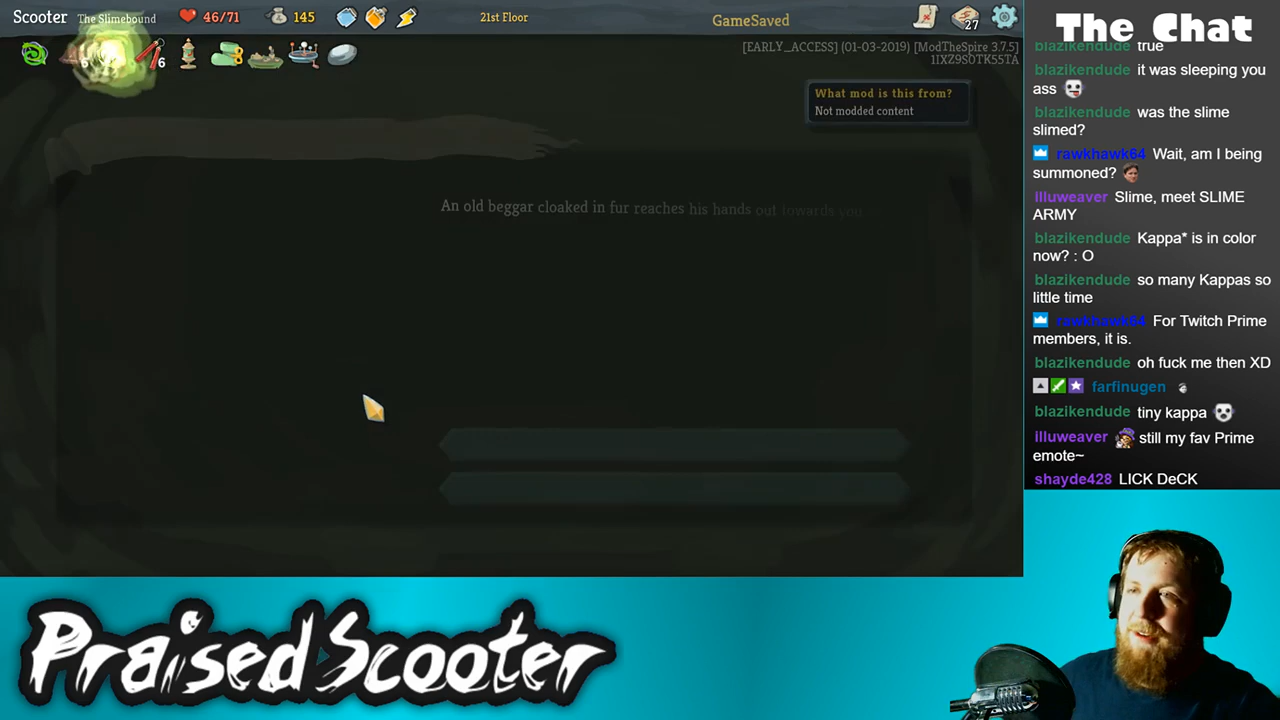 Scooter The Slimebound 46/71 145 21st Floor GameSaved 27
6 6
[EARLY_ACCESS] (01-03-2019) [ModTheSpire 3.7.5]
1IXZ9S0TK55TA
What mod is this from?
Not modded content
An old beggar cloaked in fur reaches his hands out towards you
The Chat
blazikendude true
blazikendude it was sleeping you
ass
blazikendude was the slime
slimed?
rawkhawk64 Wait, am I being
summoned?
illuweaver Slime, meet SLIME
ARMY
blazikendude Kappa* is in color
now? : O
blazikendude so many Kappas so
little time
rawkhawk64 For Twitch Prime
members, it is.
blazikendude oh fuck me then XD
farfinugen
blazikendude tiny kappa
illuweaver still my fav Prime
emote~
shayde428 LICK DeCK
PraisedScooter